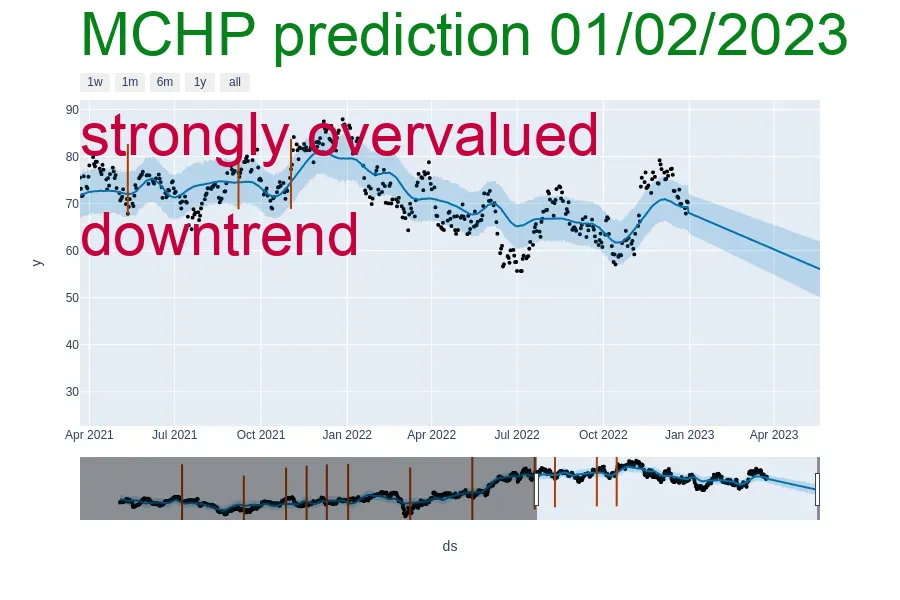 MCHP prediction 01/02/2023
1w 1m 6m 1y all
90
strongly overvalued
80
70
downtrend
60
y
50
40
30
Apr 2021 Jul 2021 Oct 2021 Jan 2022 Apr 2022 Jul 2022 Oct 2022 Jan 2023 Apr 2023
ds